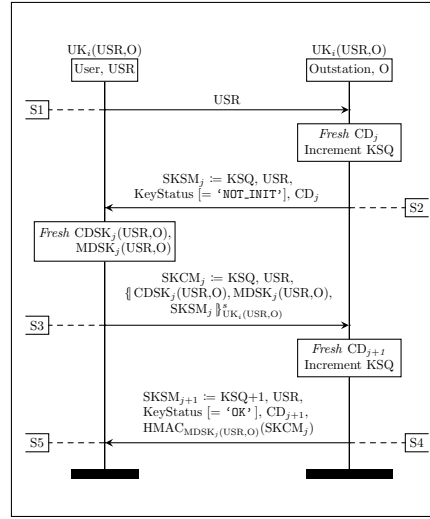 UKᵢ(USR,O) UKᵢ(USR,O)
User, USR Outstation, O
S1
USR
Fresh CDⱼ
Increment KSQ
SKSMⱼ := KSQ, USR,
KeyStatus [= ‘NOT_INIT’], CDⱼ
S2
Fresh CDSKⱼ(USR,O),
MDSKⱼ(USR,O)
SKCMⱼ := KSQ, USR,
{| CDSKⱼ(USR,O), MDSKⱼ(USR,O),
SKSMⱼ |}ˢ_UKᵢ(USR,O)
S3
Fresh CDⱼ₊₁
Increment KSQ
SKSMⱼ₊₁ := KSQ+1, USR,
KeyStatus [= ‘OK’], CDⱼ₊₁,
HMAC_MDSKⱼ(USR,O)(SKCMⱼ)
S5 S4